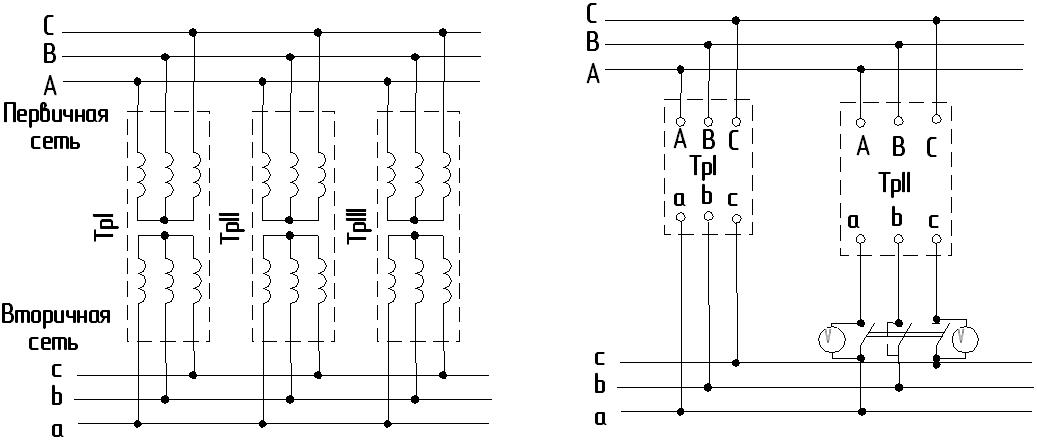 C
B
A
Первичная
сеть
ТрI
ТрII
ТрIII
Вторичная
сеть
c
b
a
C
B
A
A B C
ТрI
a b c
A B C
ТрII
a b c
V
V
c
b
a